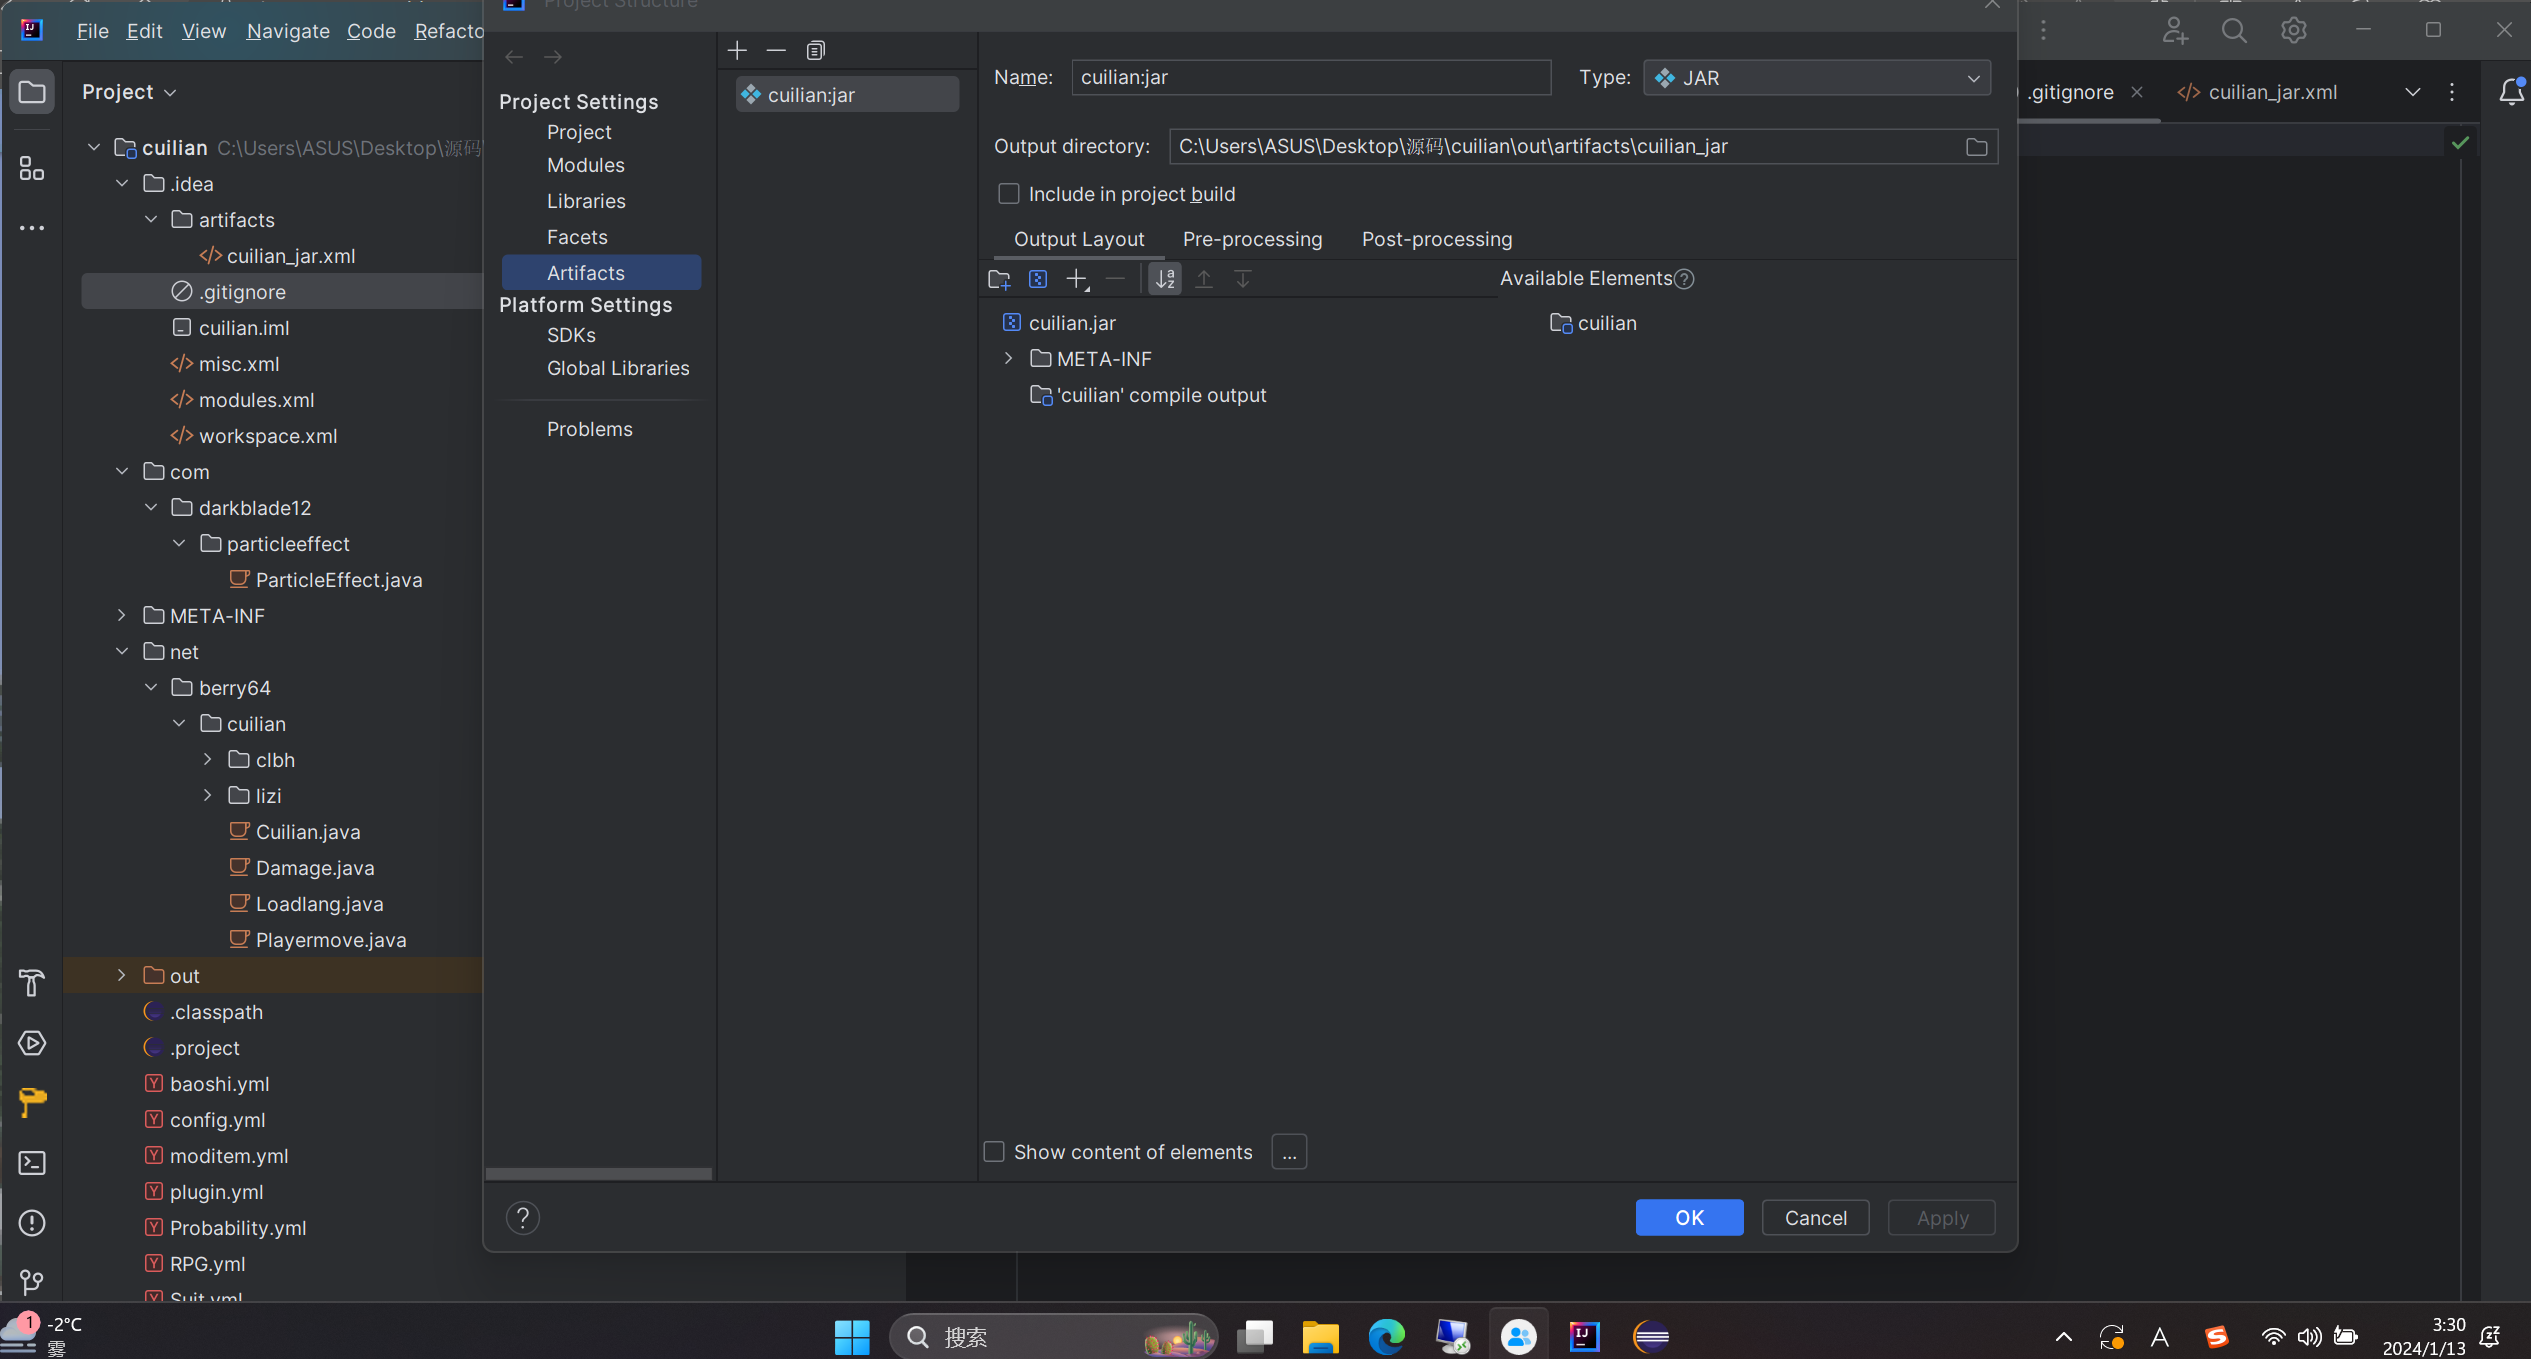 Project Structure
File Edit View Navigate Code Refacto
Project
cuilian C:\Users\ASUS\Desktop\源码
.idea
artifacts
cuilian_jar.xml
.gitignore
cuilian.iml
misc.xml
modules.xml
workspace.xml
com
darkblade12
particleeffect
ParticleEffect.java
META-INF
net
berry64
cuilian
clbh
lizi
Cuilian.java
Damage.java
Loadlang.java
Playermove.java
out
.classpath
.project
baoshi.yml
config.yml
moditem.yml
plugin.yml
Probability.yml
RPG.yml
Suit.yml
Project Settings
Project
Modules
Libraries
Facets
Artifacts
Platform Settings
SDKs
Global Libraries
Problems
cuilian:jar
Name: cuilian:jar Type: JAR
Output directory: C:\Users\ASUS\Desktop\源码\cuilian\out\artifacts\cuilian_jar
Include in project build
Output Layout Pre-processing Post-processing
Available Elements
cuilian.jar
META-INF
'cuilian' compile output
cuilian
Show content of elements ...
OK Cancel Apply
.gitignore cuilian_jar.xml
1
-2°C
雾
搜索
A
3:30
2024/1/13